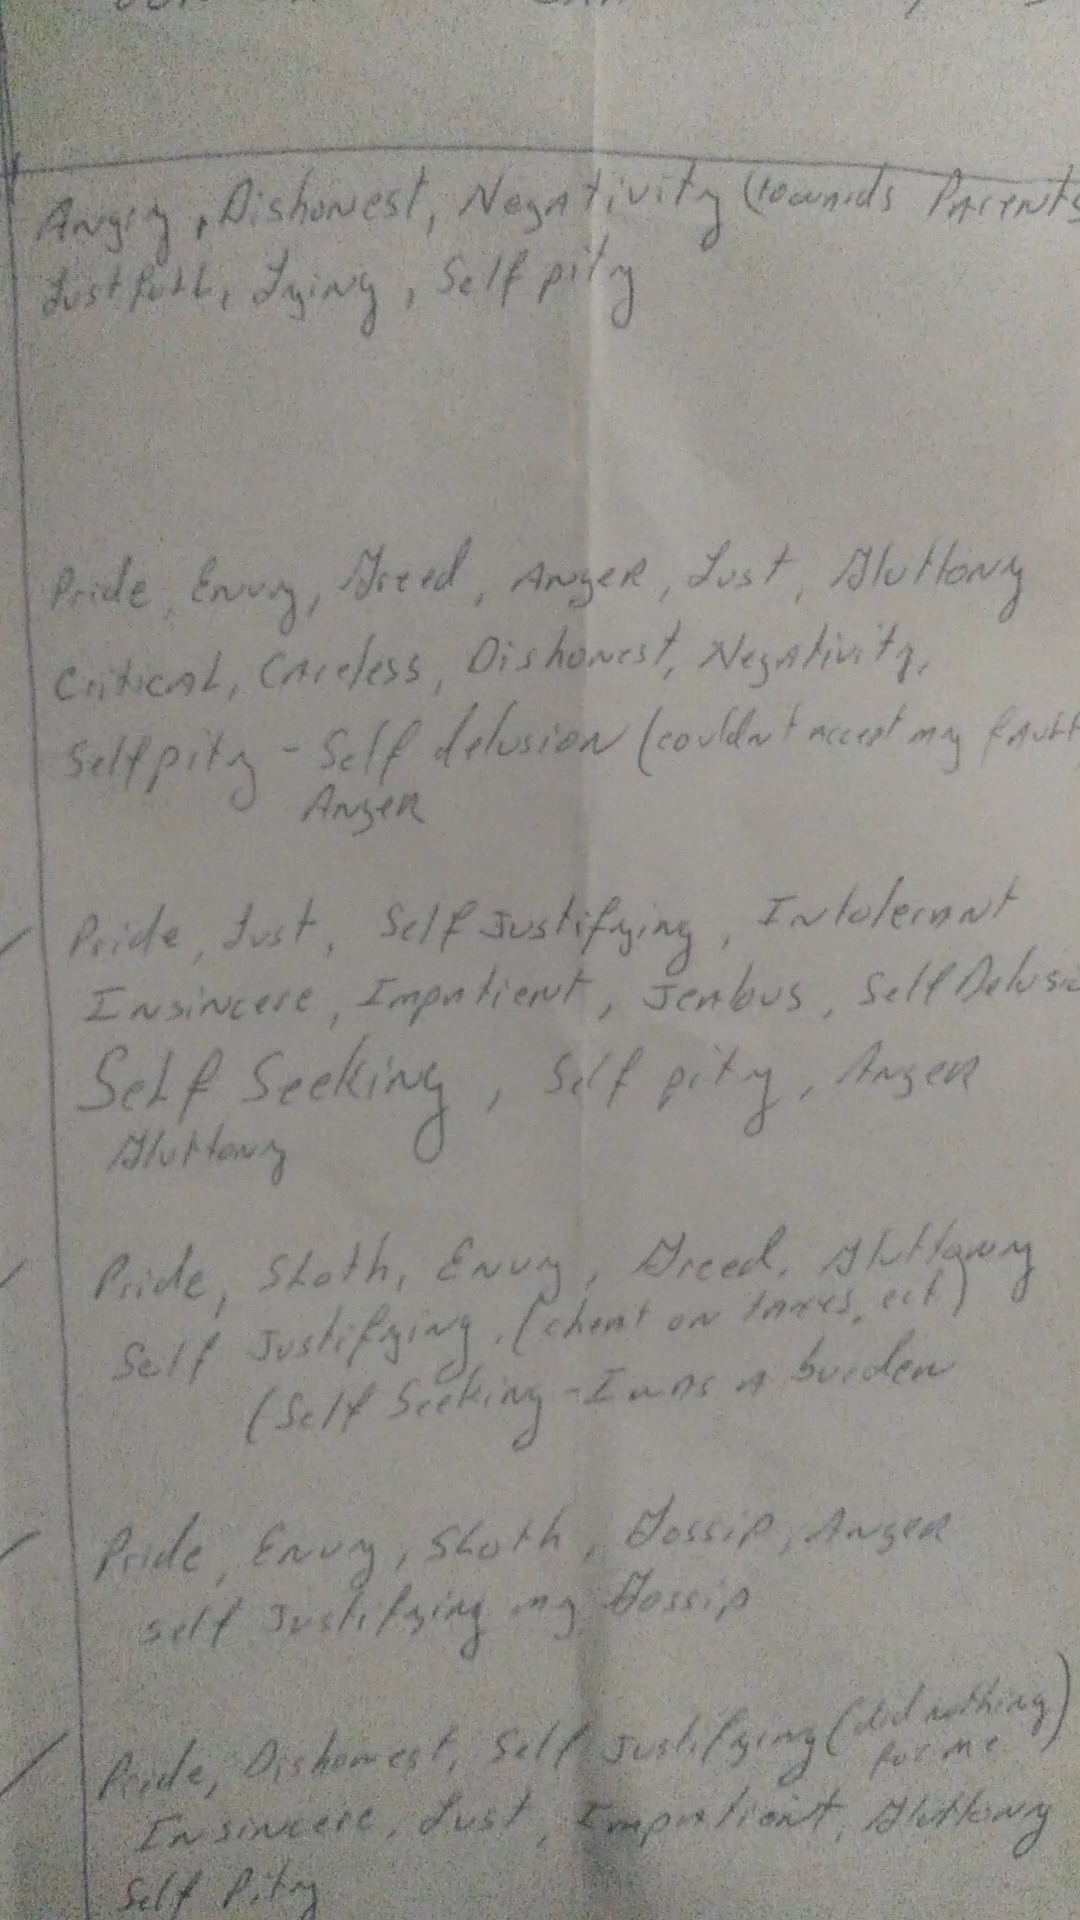 Angry, Dishonest, Negativity (towards Parents
Lustfull, Lying, Self pity
Pride, Envy, Greed, Anger, Lust, Gluttony
Critical, Careless, Dishonest, Negativity,
Selfpity - Self delusion (couldn't accept my fault
Anger
Pride, Lust, Self Justifying, Intolerant
Insincere, Impatient, Jealous, Self Delusio
Self Seeking, Self pity, Anger
Gluttony
Pride, Sloth, Envy, Greed, Gluttony
Self Justifying, (cheat on taxes, ect)
(Self Seeking - I was a burden
Pride, Envy, Sloth, Gossip, Anger
self Justifying my Gossip
Pride, Dishonest, Self Justifying (did nothing)
for me
Insincere, Lust, Impatient, Gluttony
Self Pity